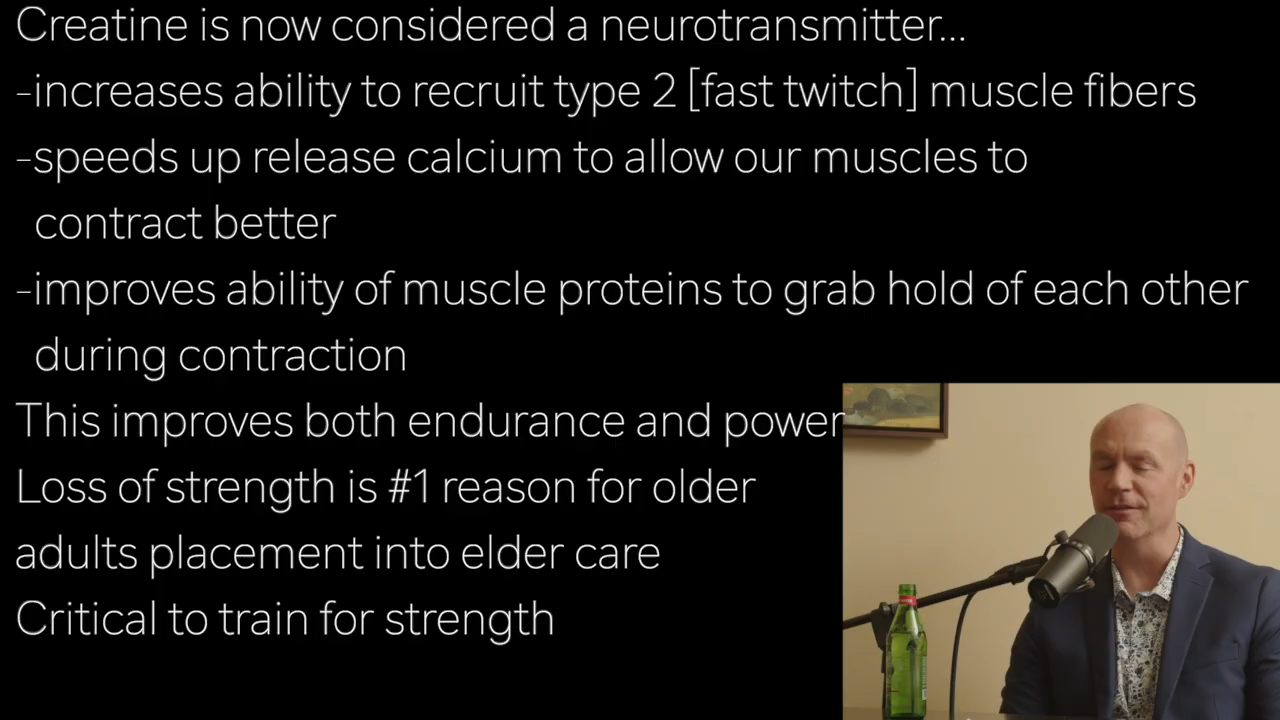 Creatine is now considered a neurotransmitter...
-increases ability to recruit type 2 [fast twitch] muscle fibers
-speeds up release calcium to allow our muscles to
contract better
-improves ability of muscle proteins to grab hold of each other
during contraction
This improves both endurance and power
Loss of strength is #1 reason for older
adults placement into elder care
Critical to train for strength